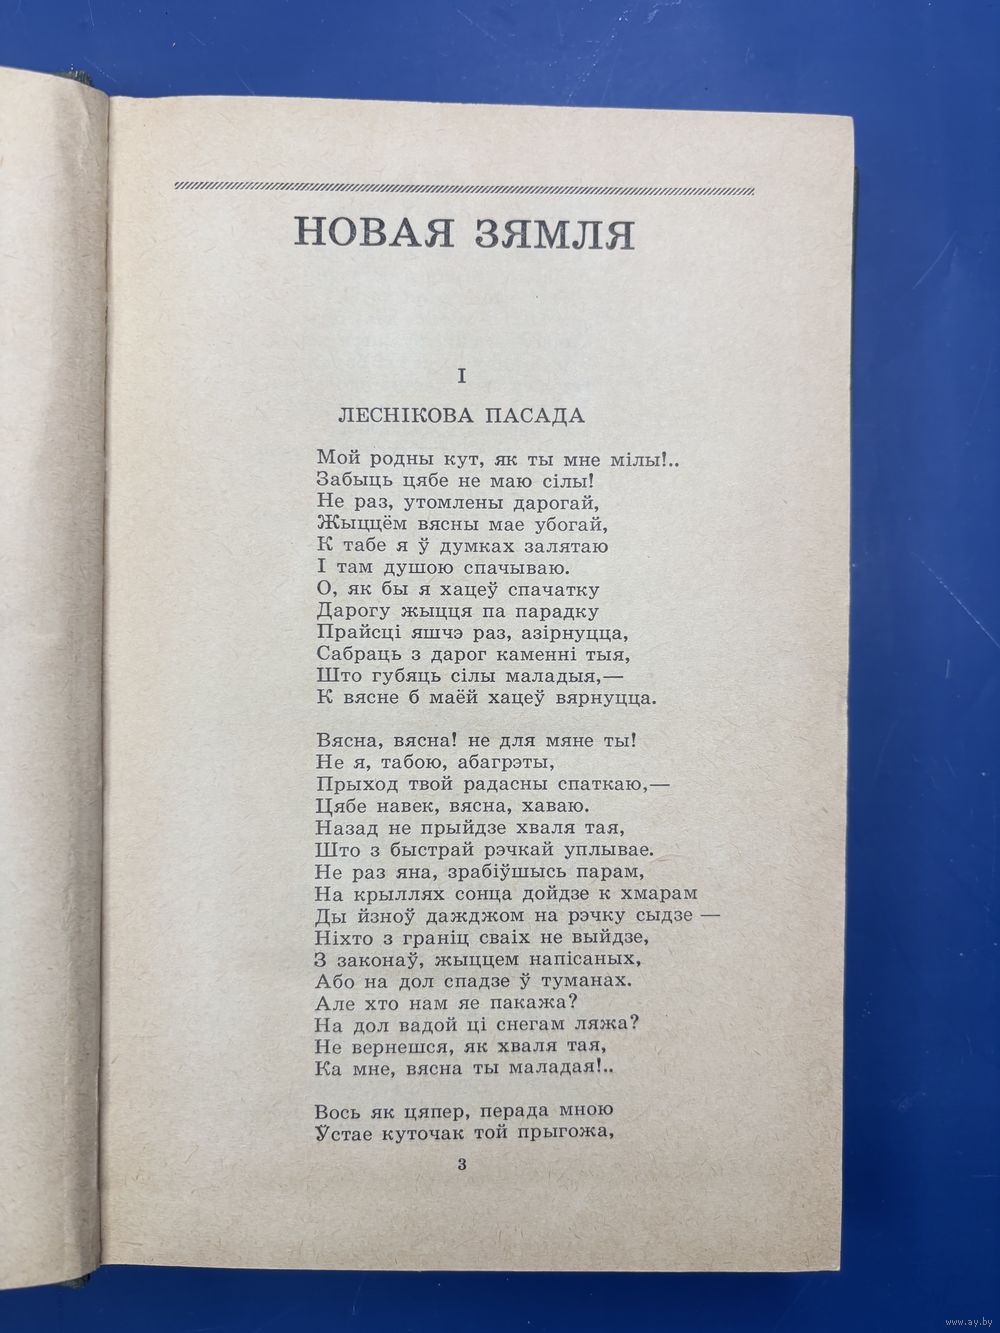 НОВАЯ ЗЯМЛЯ
I
ЛЕСНІКОВА ПАСАДА
Мой родны кут, як ты мне мілы!..
Забыць цябе не маю сілы!
Не раз, утомлены дарогай,
Жыццём вясны мае убогай,
К табе я ў думках залятаю
І там душою спачываю.
О, як бы я хацеў спачатку
Дарогу жыцця па парадку
Прайсці яшчэ раз, азірнуцца,
Сабраць з дарог каменні тыя,
Што губяць сілы маладыя,—
К вясне б маёй хацеў вярнуцца.
Вясна, вясна! не для мяне ты!
Не я, табою, абагрэты,
Прыход твой радасны спаткаю,—
Цябе навек, вясна, хаваю.
Назад не прыйдзе хваля тая,
Што з быстрай рэчкай уплывае.
Не раз яна, зрабіўшысь парам,
На крыллях сонца дойдзе к хмарам
Ды йзноў дажджом на рэчку сыдзе —
Ніхто з граніц сваіх не выйдзе,
З законаў, жыццем напісаных,
Або на дол спадзе ў туманах.
Але хто нам яе пакажа?
На дол вадой ці снегам ляжа?
Не вернешся, як хваля тая,
Ка мне, вясна ты маладая!..
Вось як цяпер, перада мною
Ўстае куточак той прыгожа,
3
www.ay.by